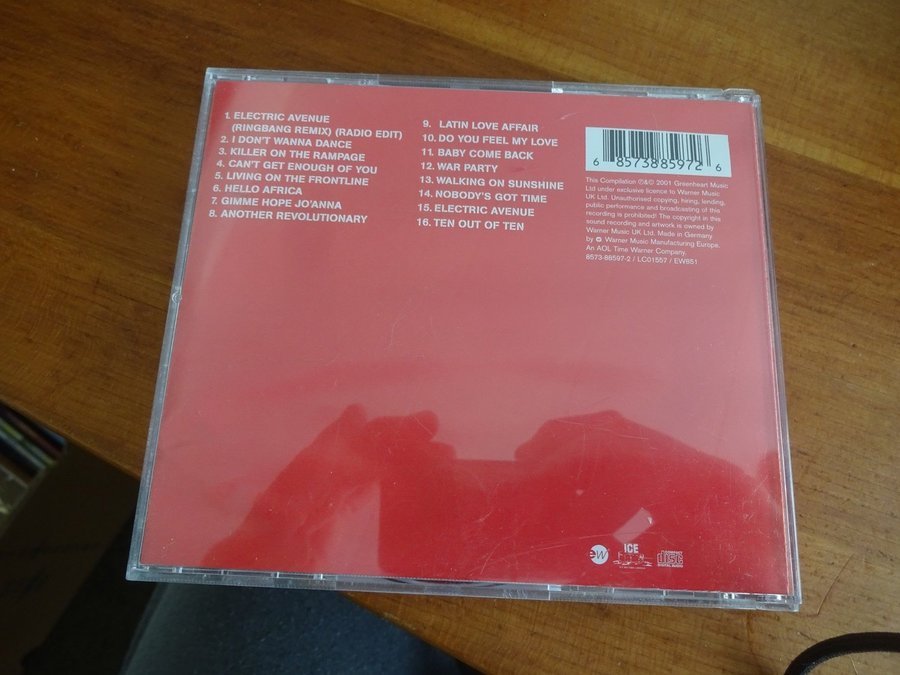 1. ELECTRIC AVENUE
(RINGBANG REMIX) (RADIO EDIT)
2. I DON'T WANNA DANCE
3. KILLER ON THE RAMPAGE
4. CAN'T GET ENOUGH OF YOU
5. LIVING ON THE FRONTLINE
6. HELLO AFRICA
7. GIMME HOPE JO'ANNA
8. ANOTHER REVOLUTIONARY
9. LATIN LOVE AFFAIR
10. DO YOU FEEL MY LOVE
11. BABY COME BACK
12. WAR PARTY
13. WALKING ON SUNSHINE
14. NOBODY'S GOT TIME
15. ELECTRIC AVENUE
16. TEN OUT OF TEN
6 85738 85972 6
This Compilation ℗&© 2001 Greenheart Music
Ltd under exclusive licence to Warner Music
UK Ltd. Unauthorised copying, hiring, lending,
public performance and broadcasting of this
recording is prohibited! The copyright in this
sound recording and artwork is owned by
Warner Music UK Ltd. Made in Germany
by Warner Music Manufacturing Europe.
An AOL Time Warner Company.
8573-88597-2 / LC01557 / EW851
ew
ICE
COMPACT
disc
DIGITAL AUDIO